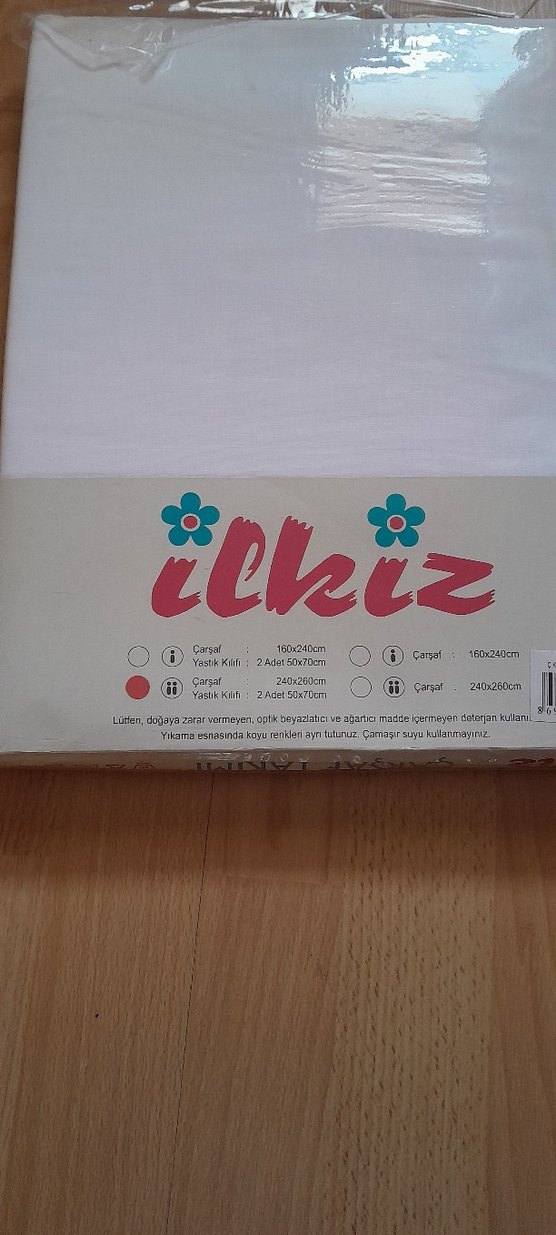 ilkiz
Çarşaf : 160x240cm
Yastık Kılıfı : 2 Adet 50x70cm
Çarşaf : 160x240cm
Çarşaf : 240x260cm
Yastık Kılıfı : 2 Adet 50x70cm
Çarşaf : 240x260cm
Lütfen, doğaya zarar vermeyen, optik beyazlatıcı ve ağartıcı madde içermeyen deterjan
Yıkama esnasında koyu renkleri ayrı tutunuz. Çamaşır suyu kullanmayınız.
ÇARŞAF TAKIMI